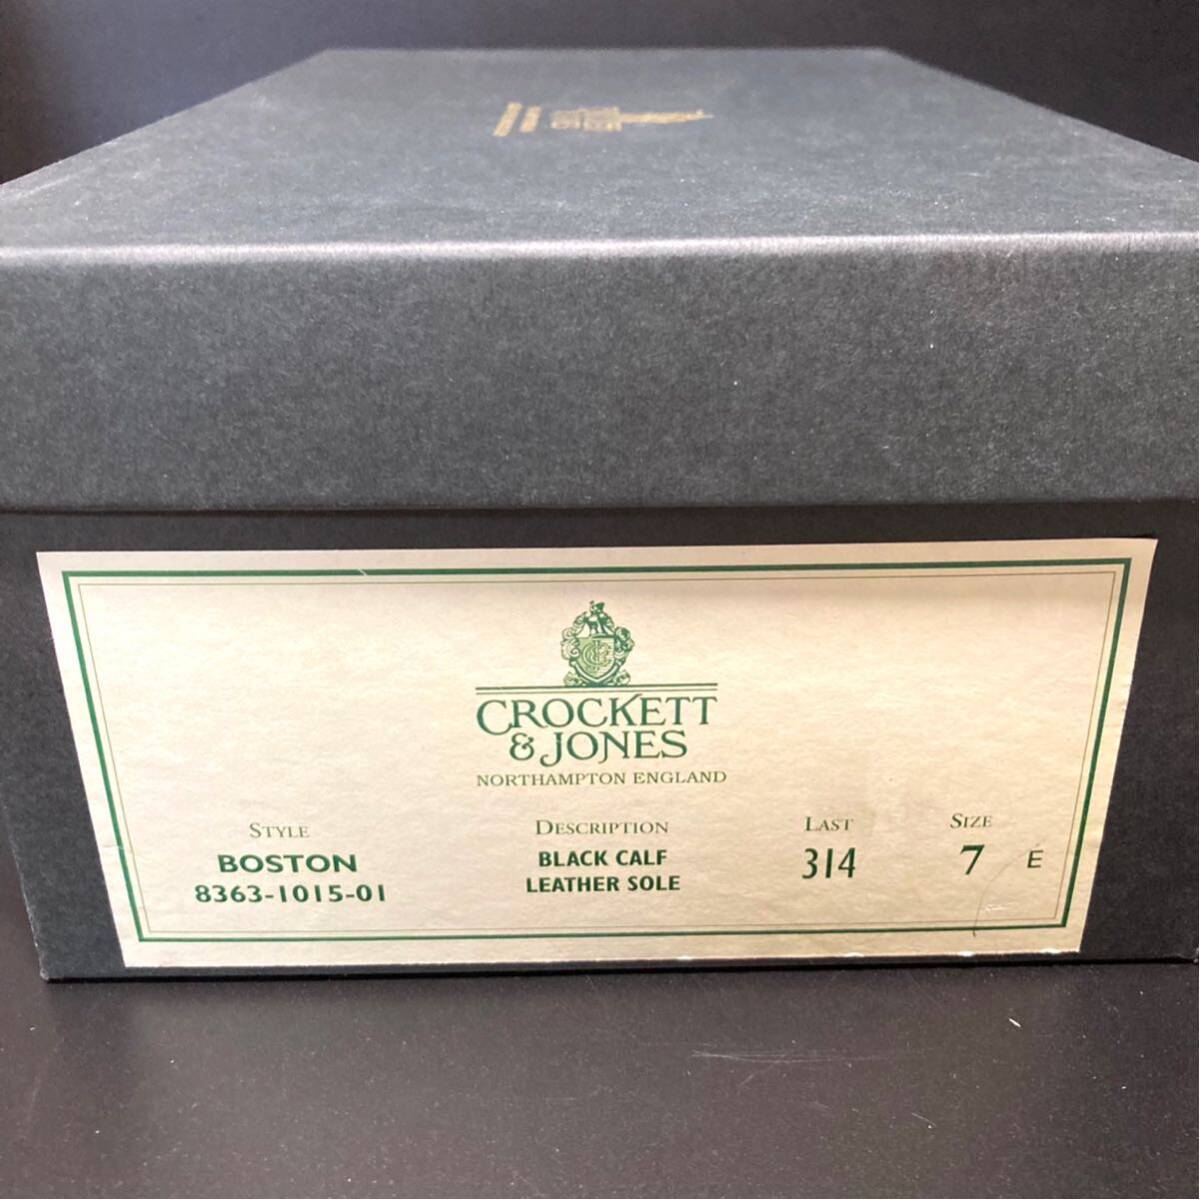 CROCKETT
& JONES
NORTHAMPTON ENGLAND
STYLE DESCRIPTION LAST SIZE
BOSTON BLACK CALF 314 7 E
8363-1015-01 LEATHER SOLE